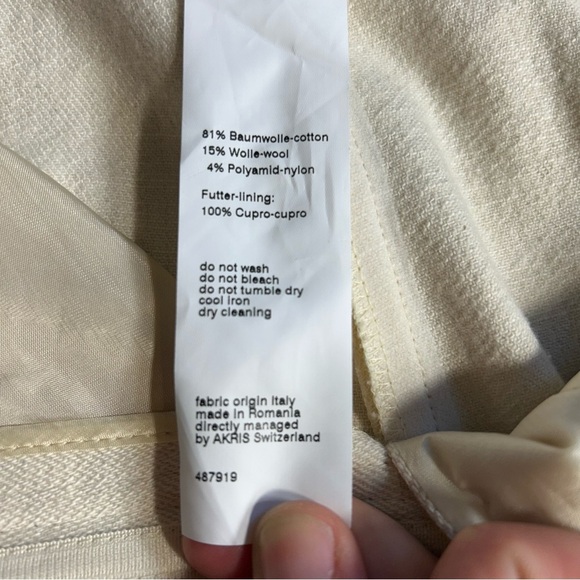 81% Baumwolle-cotton
15% Wolle-wool
4% Polyamid-nylon
Futter-lining:
100% Cupro-cupro
do not wash
do not bleach
do not tumble dry
cool iron
dry cleaning
fabric origin Italy
made in Romania
directly managed
by AKRIS Switzerland
487919